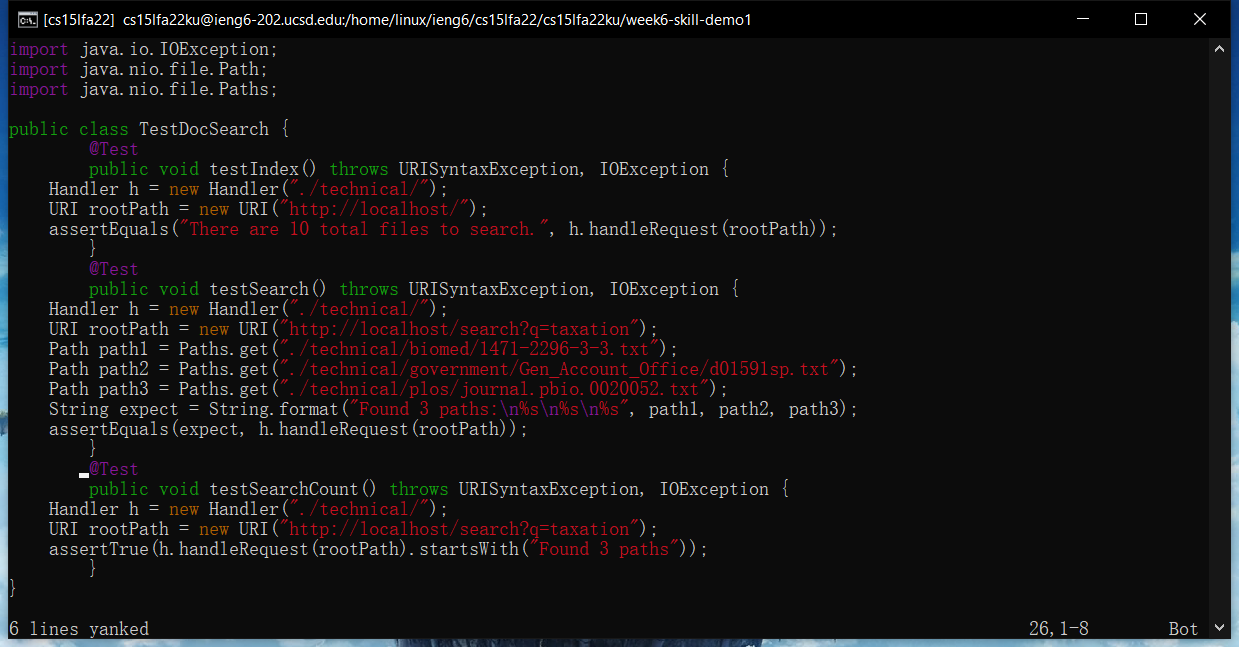 [cs15lfa22] cs15lfa22ku@ieng6-202.ucsd.edu:/home/linux/ieng6/cs15lfa22/cs15lfa22ku/week6-skill-demo1
import java.io.IOException;
import java.nio.file.Path;
import java.nio.file.Paths;
public class TestDocSearch {
@Test
public void testIndex() throws URISyntaxException, IOException {
Handler h = new Handler("./technical/");
URI rootPath = new URI("http://localhost/");
assertEquals("There are 10 total files to search.", h.handleRequest(rootPath));
}
@Test
public void testSearch() throws URISyntaxException, IOException {
Handler h = new Handler("./technical/");
URI rootPath = new URI("http://localhost/search?q=taxation");
Path path1 = Paths.get("./technical/biomed/1471-2296-3-3.txt");
Path path2 = Paths.get("./technical/government/Gen_Account_Office/d01591sp.txt");
Path path3 = Paths.get("./technical/plos/journal.pbio.0020052.txt");
String expect = String.format("Found 3 paths:\n%s\n%s\n%s", path1, path2, path3);
assertEquals(expect, h.handleRequest(rootPath));
}
@Test
public void testSearchCount() throws URISyntaxException, IOException {
Handler h = new Handler("./technical/");
URI rootPath = new URI("http://localhost/search?q=taxation");
assertTrue(h.handleRequest(rootPath).startsWith("Found 3 paths"));
}
}
6 lines yanked 26,1-8 Bot